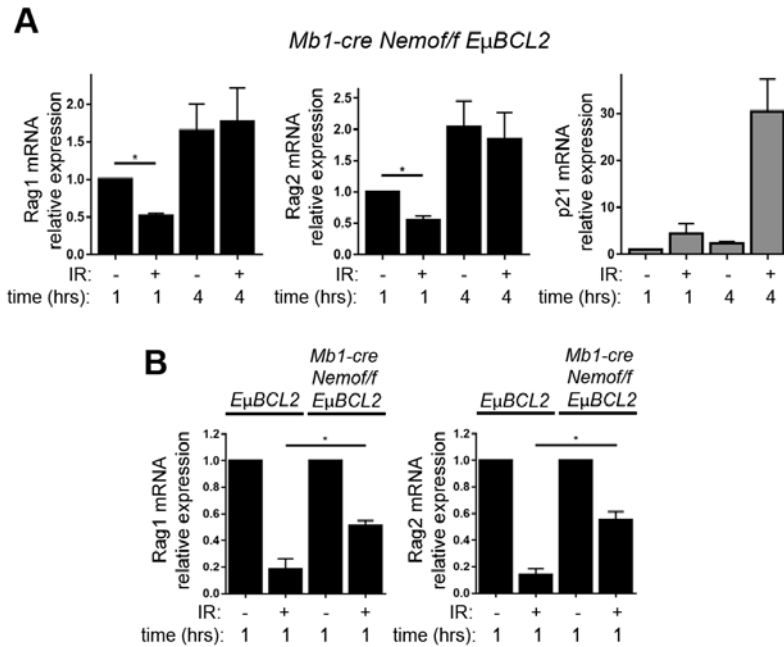 A
Mb1-cre Nemof/f EμBCL2
Rag1 mRNA
relative expression
2.0
1.5
1.0
0.5
0.0
*
IR: - + - +
time (hrs): 1 1 4 4
Rag2 mRNA
relative expression
2.5
2.0
1.5
1.0
0.5
0.0
*
IR: - + - +
time (hrs): 1 1 4 4
p21 mRNA
relative expression
30
20
10
0
IR: - + - +
time (hrs): 1 1 4 4
B
EμBCL2
Mb1-cre
Nemof/f
EμBCL2
Rag1 mRNA
relative expression
1.2
1.0
0.8
0.6
0.4
0.2
0.0
*
IR: - + - +
time (hrs): 1 1 1 1
EμBCL2
Mb1-cre
Nemof/f
EμBCL2
Rag2 mRNA
relative expression
1.2
1.0
0.8
0.6
0.4
0.2
0.0
*
IR: - + - +
time (hrs): 1 1 1 1